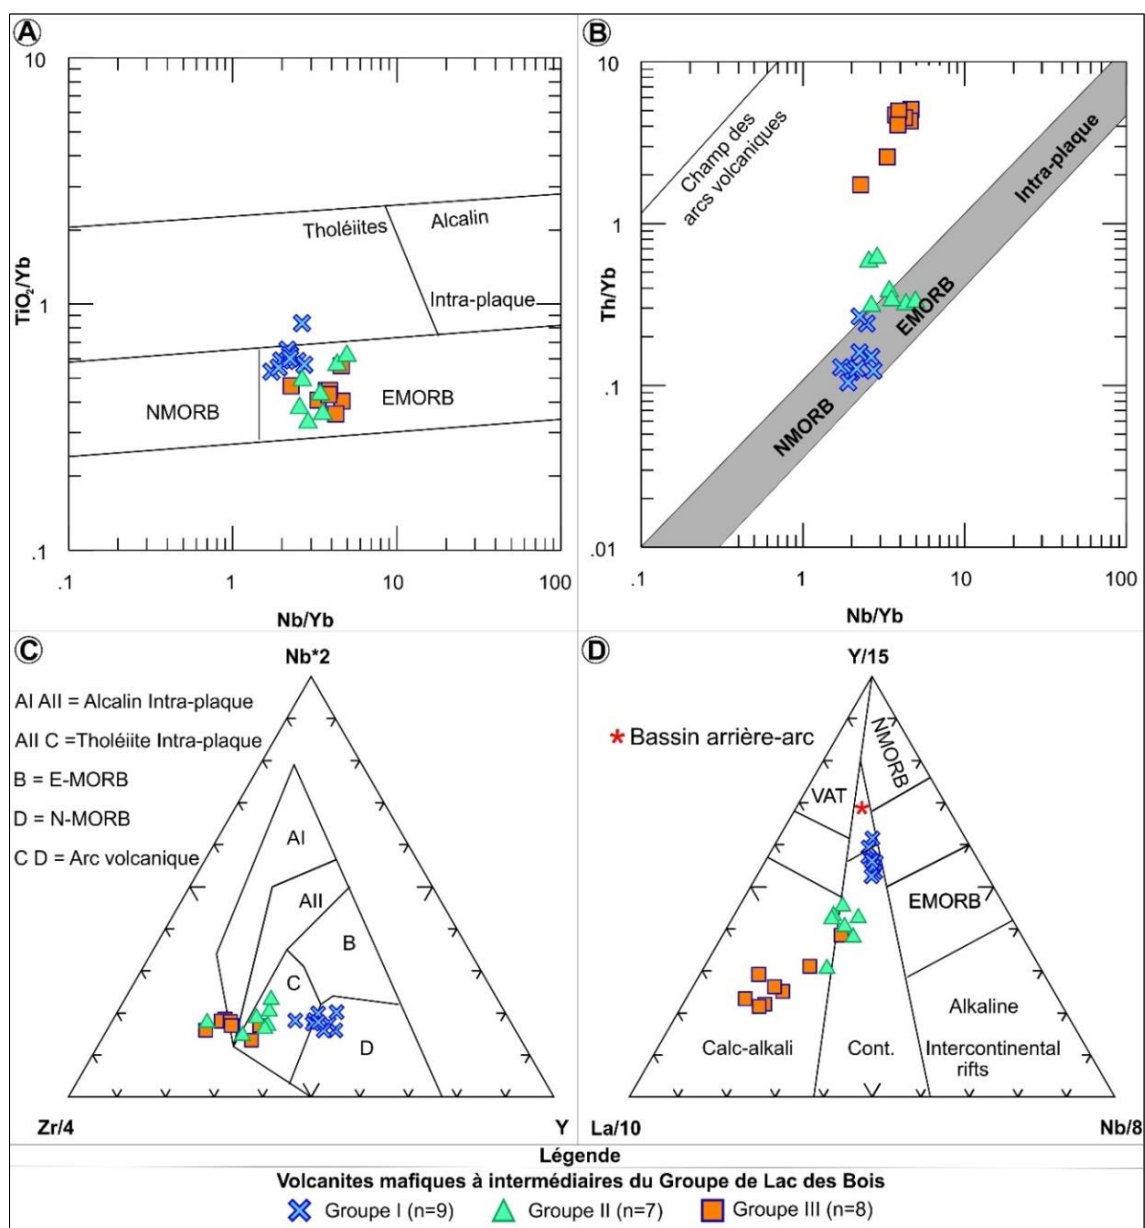 A
10
Tholéiites
Alcalin
TiO2/Yb
1
Intra-plaque
NMORB
EMORB
.1
.1
1
10
100
Nb/Yb
B
10
Champ des
arcs volcaniques
Intra-plaque
Th/Yb
1
EMORB
0.1
NMORB
.01
.1
1
10
100
Nb/Yb
C
Nb*2
AI AII = Alcalin Intra-plaque
AII C =Tholéiite Intra-plaque
B = E-MORB
D = N-MORB
C D = Arc volcanique
AI
AII
B
C
D
Zr/4
Y
D
Y/15
* Bassin arrière-arc
NMORB
VAT
EMORB
Alkaline
Calc-alkali
Cont.
Intercontinental
rifts
La/10
Nb/8
Légende
Volcanites mafiques à intermédiaires du Groupe de Lac des Bois
Groupe I (n=9)
Groupe II (n=7)
Groupe III (n=8)